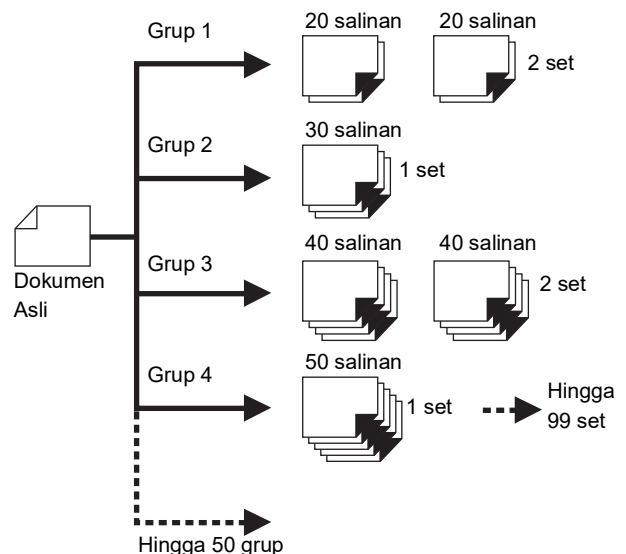 Grup 1
20 salinan
20 salinan
2 set
Grup 2
30 salinan
1 set
Dokumen
Asli
Grup 3
40 salinan
40 salinan
2 set
Grup 4
50 salinan
1 set
Hingga
99 set
Hingga 50 grup